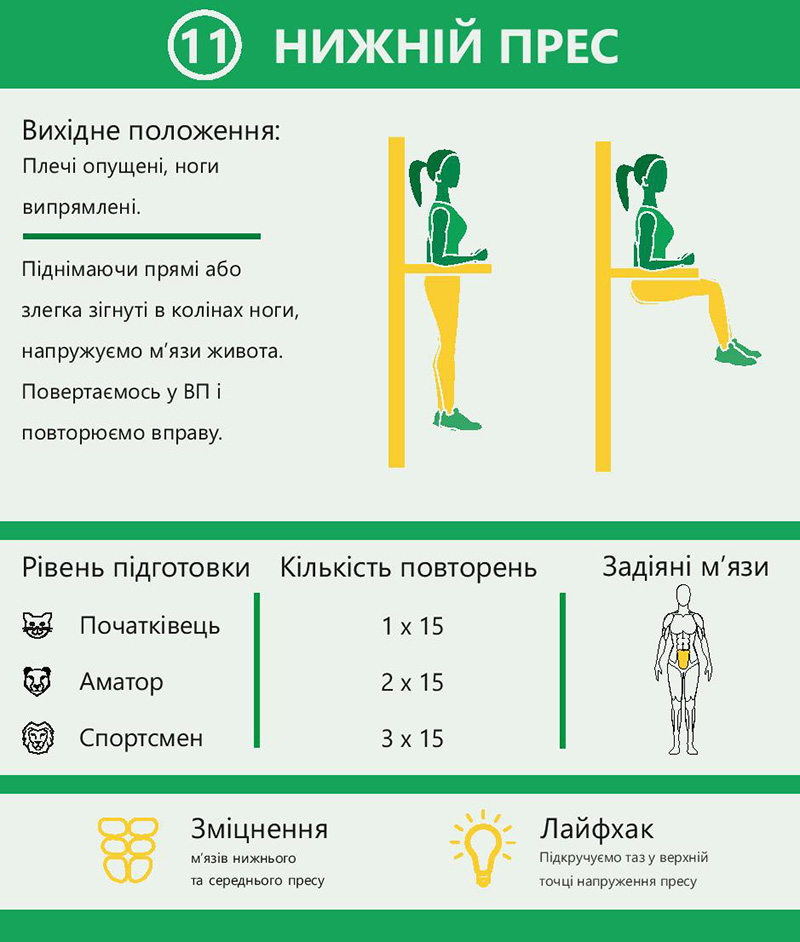 11 НИЖНІЙ ПРЕС
Вихідне положення:
Плечі опущені, ноги
випрямлені.
Піднімаючи прямі або
злегка зігнуті в колінах ноги,
напружуємо м’язи живота.
Повертаємось у ВП і
повторюємо вправу.
Рівень підготовки
Кількість повторень
Задіяні м’язи
Початківець
1 х 15
Аматор
2 х 15
Спортсмен
3 х 15
Зміцнення
м’язів нижнього
та середнього пресу
Лайфхак
Підкручуємо таз у верхній
точці напруження пресу